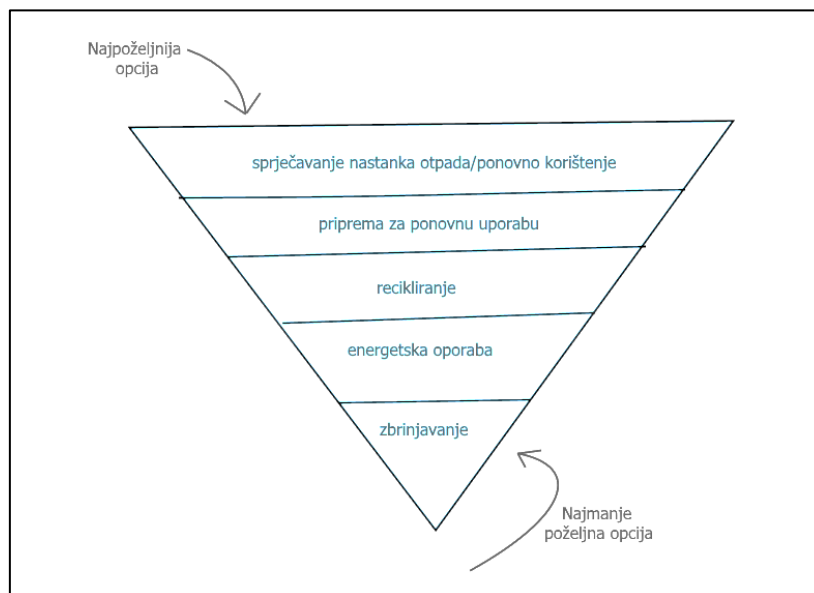 Najpoželjnija
opcija
sprječavanje nastanka otpada/ponovno korištenje
priprema za ponovnu uporabu
recikliranje
energetska oporaba
zbrinjavanje
Najmanje
poželjna opcija